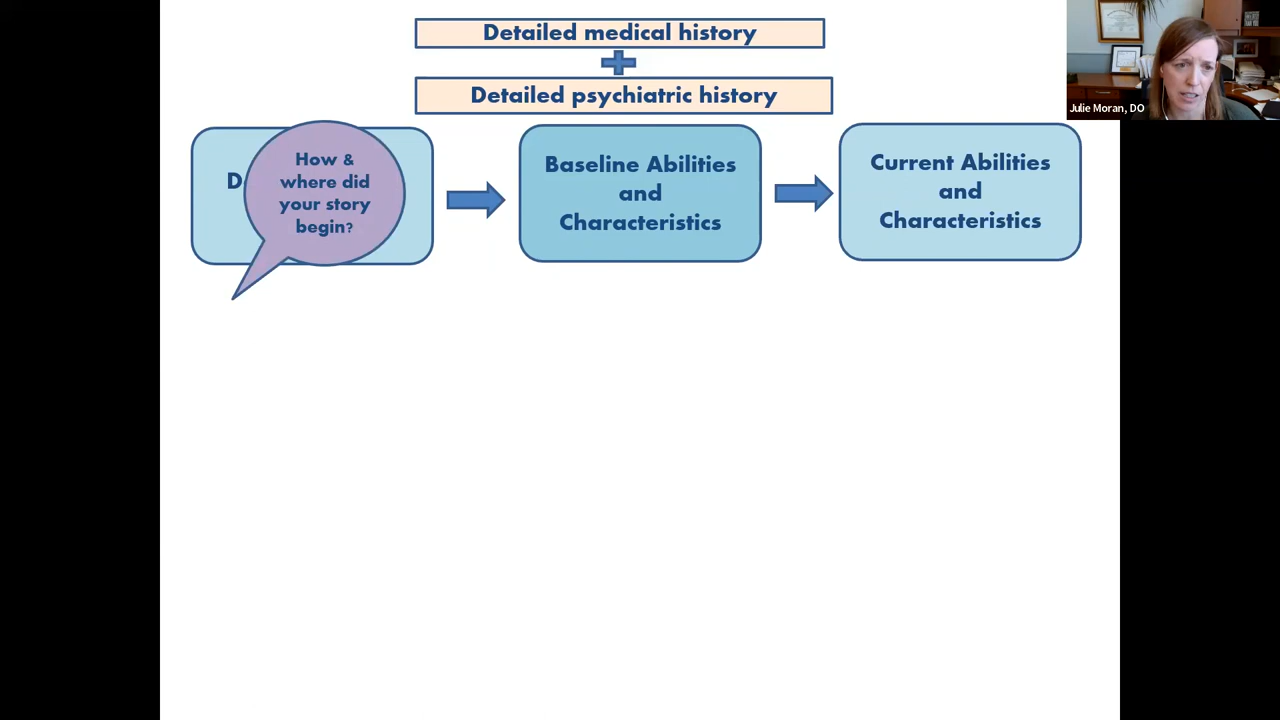 Detailed medical history
Detailed psychiatric history
Julie Moran, DO
How &
where did
your story
begin?
Baseline Abilities
and
Characteristics
Current Abilities
and
Characteristics